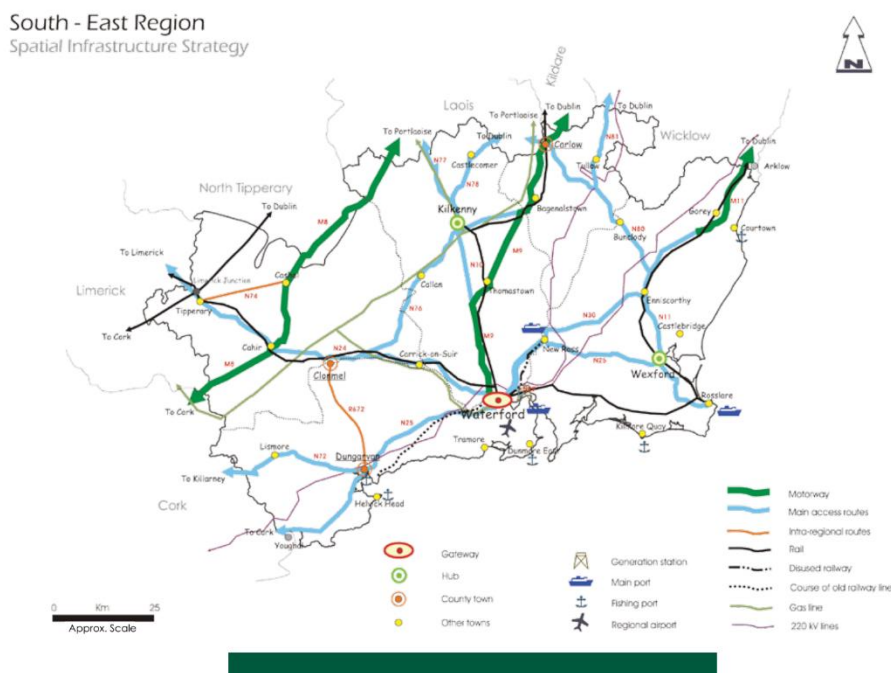 South - East Region
Spatial Infrastructure Strategy
N
Kildare
Laois
To Portlaoise
To Dublin
To Dublin
Wicklow
To Portlaoise
To Dublin
Carlow
N81
To Dublin
N77
Castlecomer
Tullow
Arklow
North Tipperary
N78
M11
To Dublin
Kilkenny
Bagenalstown
Gorey
M8
N80
Courtown
Bunclody
To Limerick
M9
Limerick Junction
Cashel
N10
Limerick
N74
Callan
Thomastown
Enniscorthy
Tipperary
N76
N30
N11
To Cork
M9
Castlebridge
Cahir
N24
Carrick-on-Suir
New Ross
M8
Clonmel
N25
Wexford
To Cork
Waterford
Rosslare
R672
N25
Kilmore Quay
Lismore
Tramore
Dunmore East
N72
Dungarvan
To Killarney
Helvick Head
Cork
To Cork
Youghal
Motorway
Main access routes
Intra-regional routes
Rail
Disused railway
Course of old railway line
Gas line
220 kV lines
Gateway
Hub
County town
Other towns
Generation station
Main port
Fishing port
Regional airport
0 Km 25
Approx. Scale